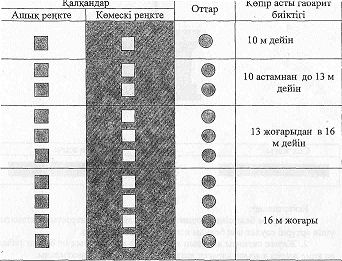 Қалқандар
Оттар
Көпір асты габарит
биіктігі
Ашық реңкте
Көмескі реңкте
10 м дейін
10 астамнан до 13 м
дейін
13 жоғарыдан в 16
м дейін
16 м жоғары